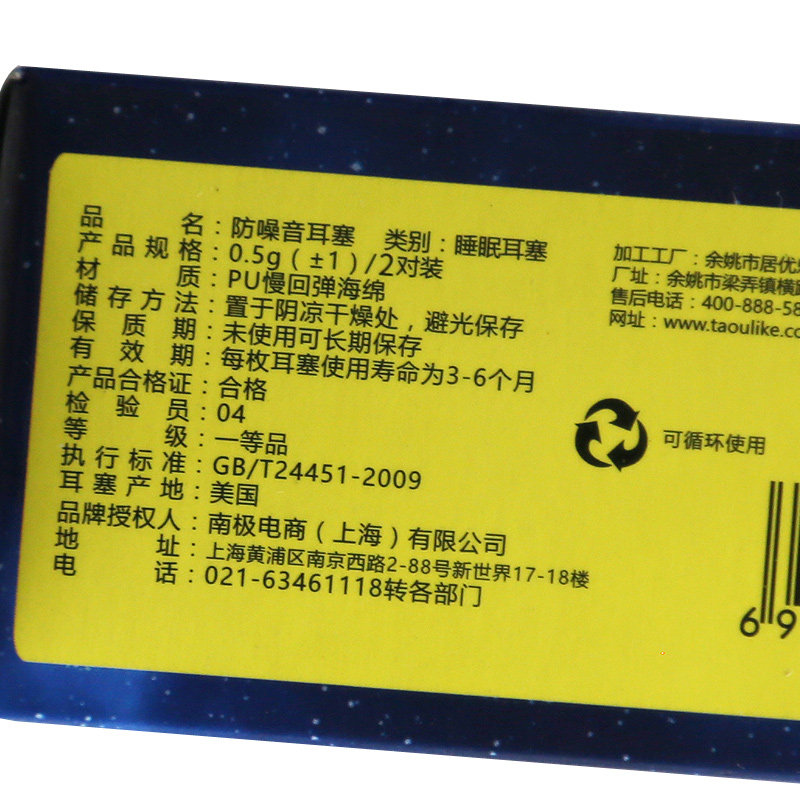 品名：防噪音耳塞 类别：睡眠耳塞
产品规格：0.5g（±1）/2对装
材质：PU慢回弹海绵
储存方法：置于阴凉干燥处，避光保存
保质期：未使用可长期保存
有效期：每枚耳塞使用寿命为3-6个月
产品合格证：合格
检验员：04
等级：一等品
执行标准：GB/T24451-2009
耳塞产地：美国
品牌授权人：南极电商（上海）有限公司
地址：上海黄浦区南京西路2-88号新世界17-18楼
电话：021-63461118转各部门
加工工厂：余姚市居优
厂址：余姚市梁弄镇横
售后电话：400-888-58
网址：www.taoulike.co
可循环使用
69